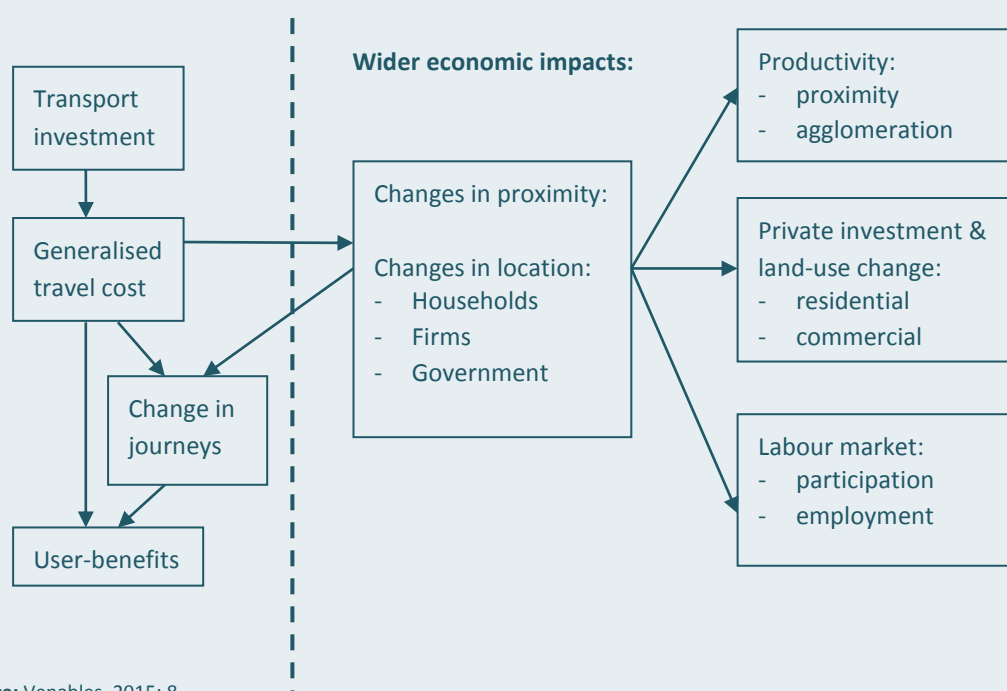 Transport
investment
Generalised
travel cost
Change in
journeys
User-benefits
Wider economic impacts:
Changes in proximity:
Changes in location:
- Households
- Firms
- Government
Productivity:
- proximity
- agglomeration
Private investment &
land-use change:
- residential
- commercial
Labour market:
- participation
- employment
Venables, 2015: 8